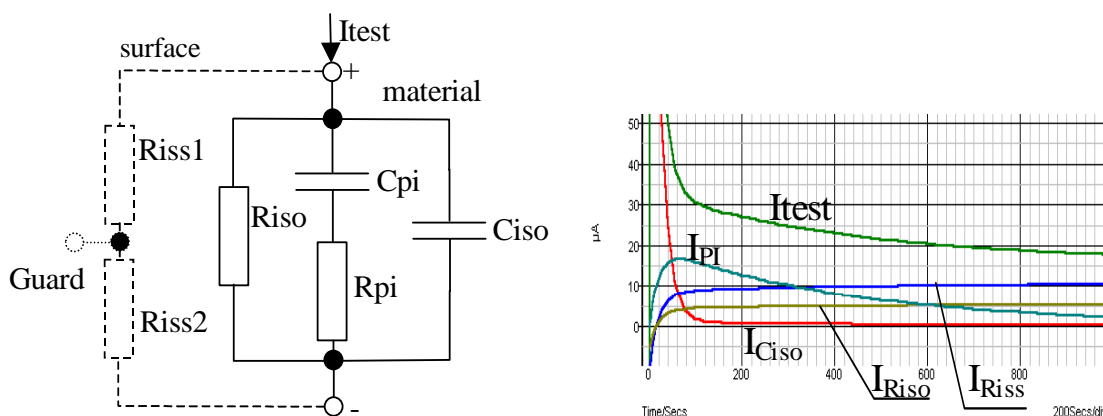 Itest
surface
+
material
Riss1
Cpi
Riso
Ciso
Guard
Rpi
Riss2
-
50
40
30
20
10
0
µA
Itest
IPI
ICiso
IRiso
IRiss
0
200
400
600
800
Time/Secs
200Secs/di